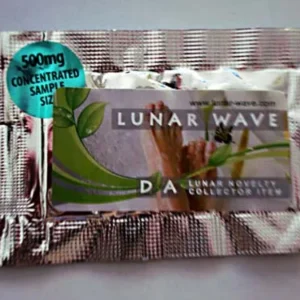 500mg
CONCENTRATED
SAMPLE
SIZE
www.lunar-wave.com
LUNAR WAVE
DA
LUNAR NOVELTY
COLLECTOR ITEM